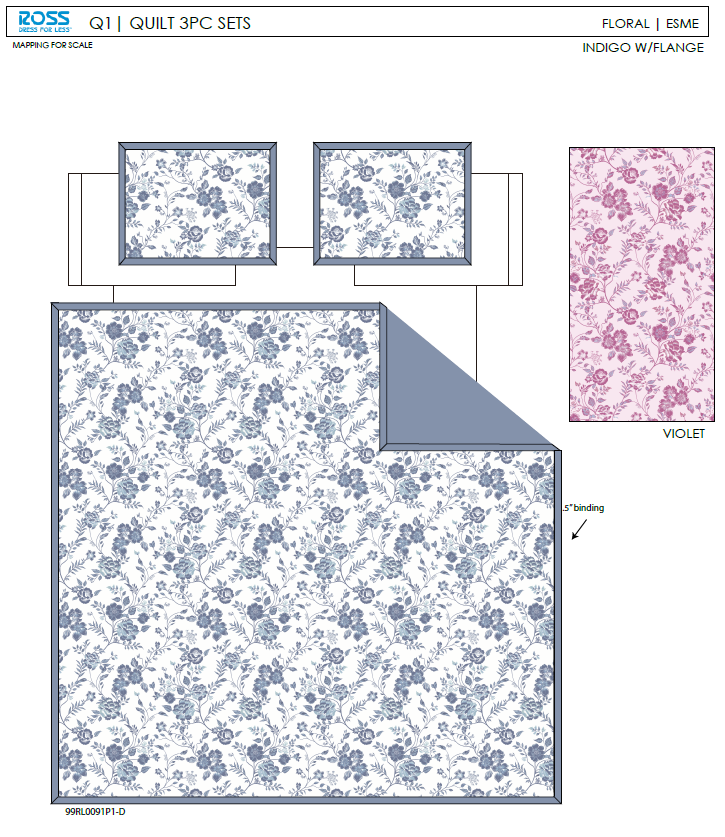 ROSS
DRESS FOR LESS®
Q1| QUILT 3PC SETS
FLORAL | ESME
MAPPING FOR SCALE
INDIGO W/FLANGE
VIOLET
.5" binding
99RL0091P1-D